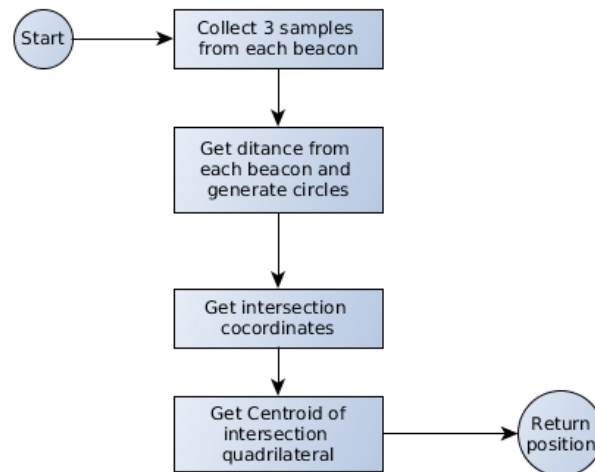 Start
Collect 3 samples
from each beacon
Get ditance from
each beacon and
generate circles
Get intersection
cocordinates
Get Centroid of
intersection
quadrilateral
Return
position